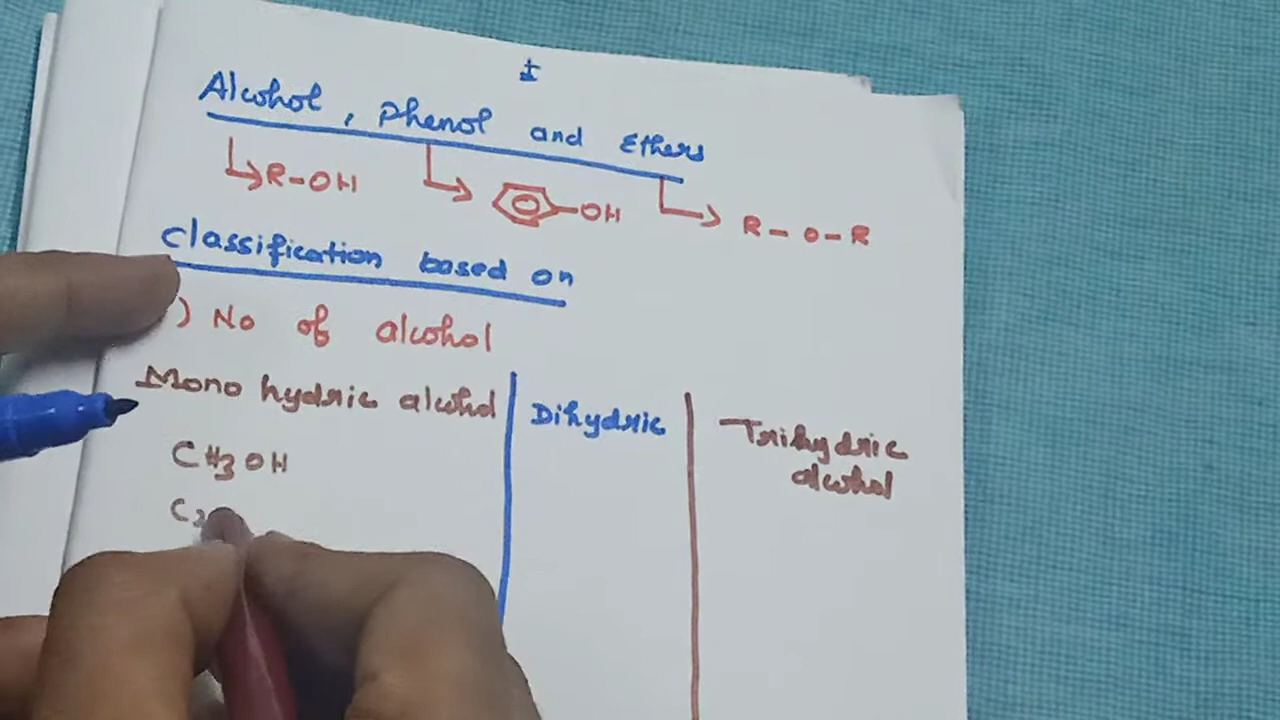 I
Alcohol, Phenol and Ethers
R-OH
-OH
R-O-R
Classification based on
) No of alcohol
Mono hydric alcohol
Dihydric
Trihydric
alcohol
CH3OH
C2